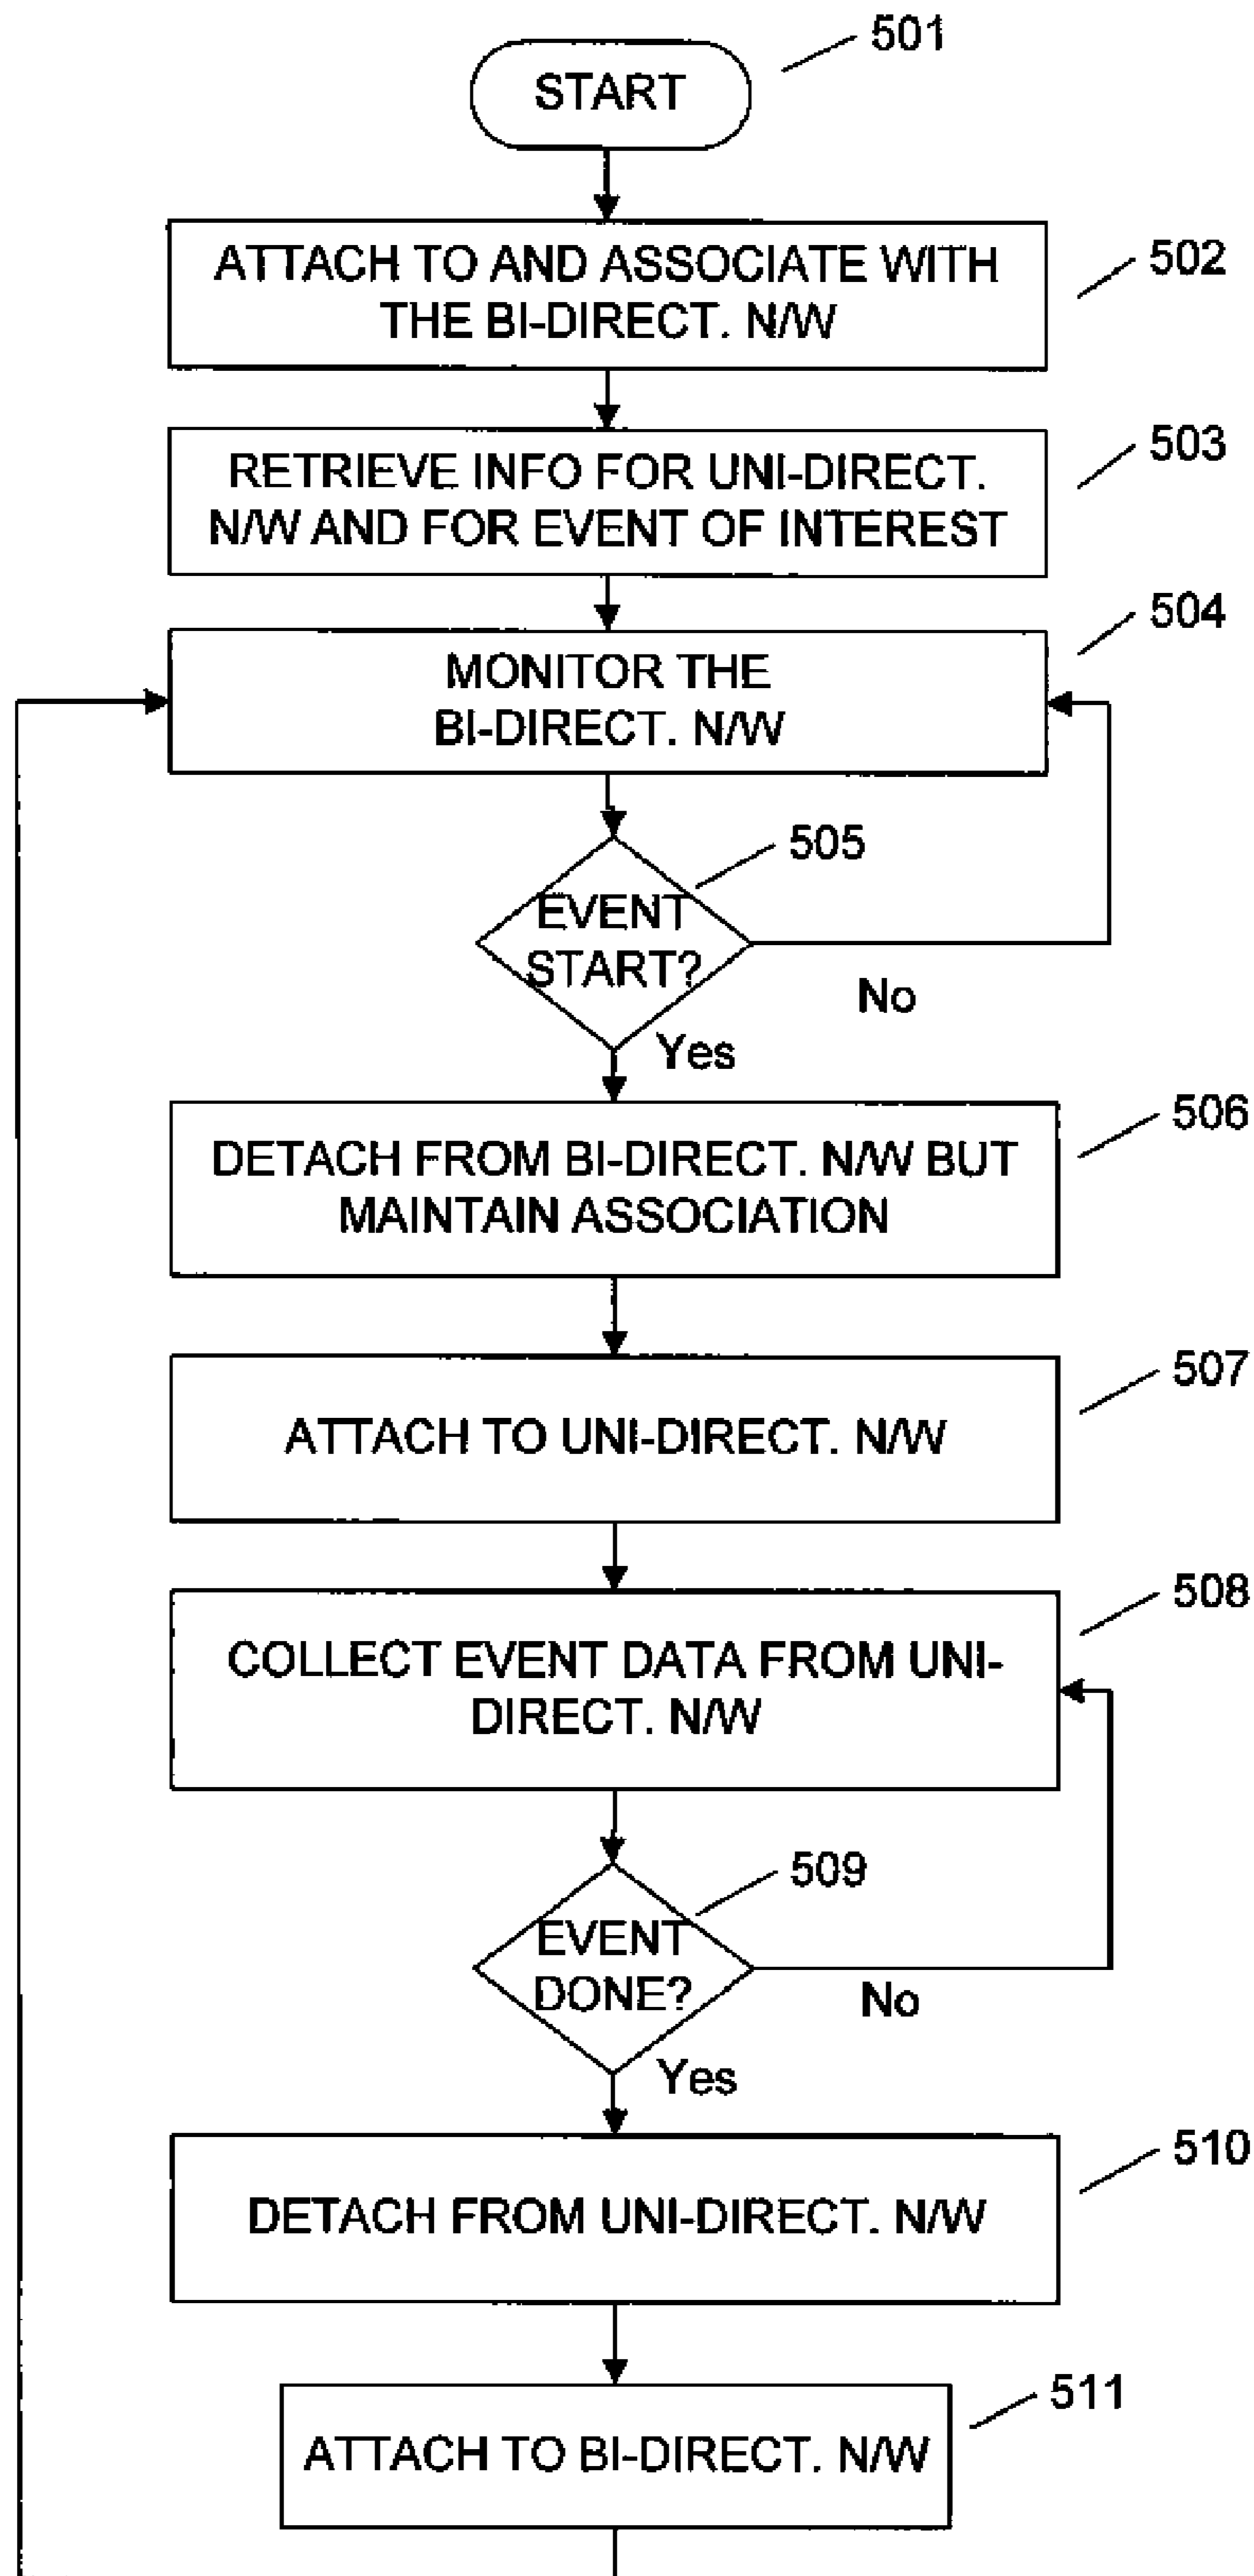 501
START
ATTACH TO AND ASSOCIATE WITH
THE BI-DIRECT. N/W
502
RETRIEVE INFO FOR UNI-DIRECT.
N/W AND FOR EVENT OF INTEREST
503
504
MONITOR THE
BI-DIRECT. N/W
505
EVENT
START?
No
Yes
506
DETACH FROM BI-DIRECT. N/W BUT
MAINTAIN ASSOCIATION
507
ATTACH TO UNI-DIRECT. N/W
508
COLLECT EVENT DATA FROM UNI-
DIRECT. N/W
509
EVENT
DONE?
No
Yes
510
DETACH FROM UNI-DIRECT. N/W
511
ATTACH TO BI-DIRECT. N/W